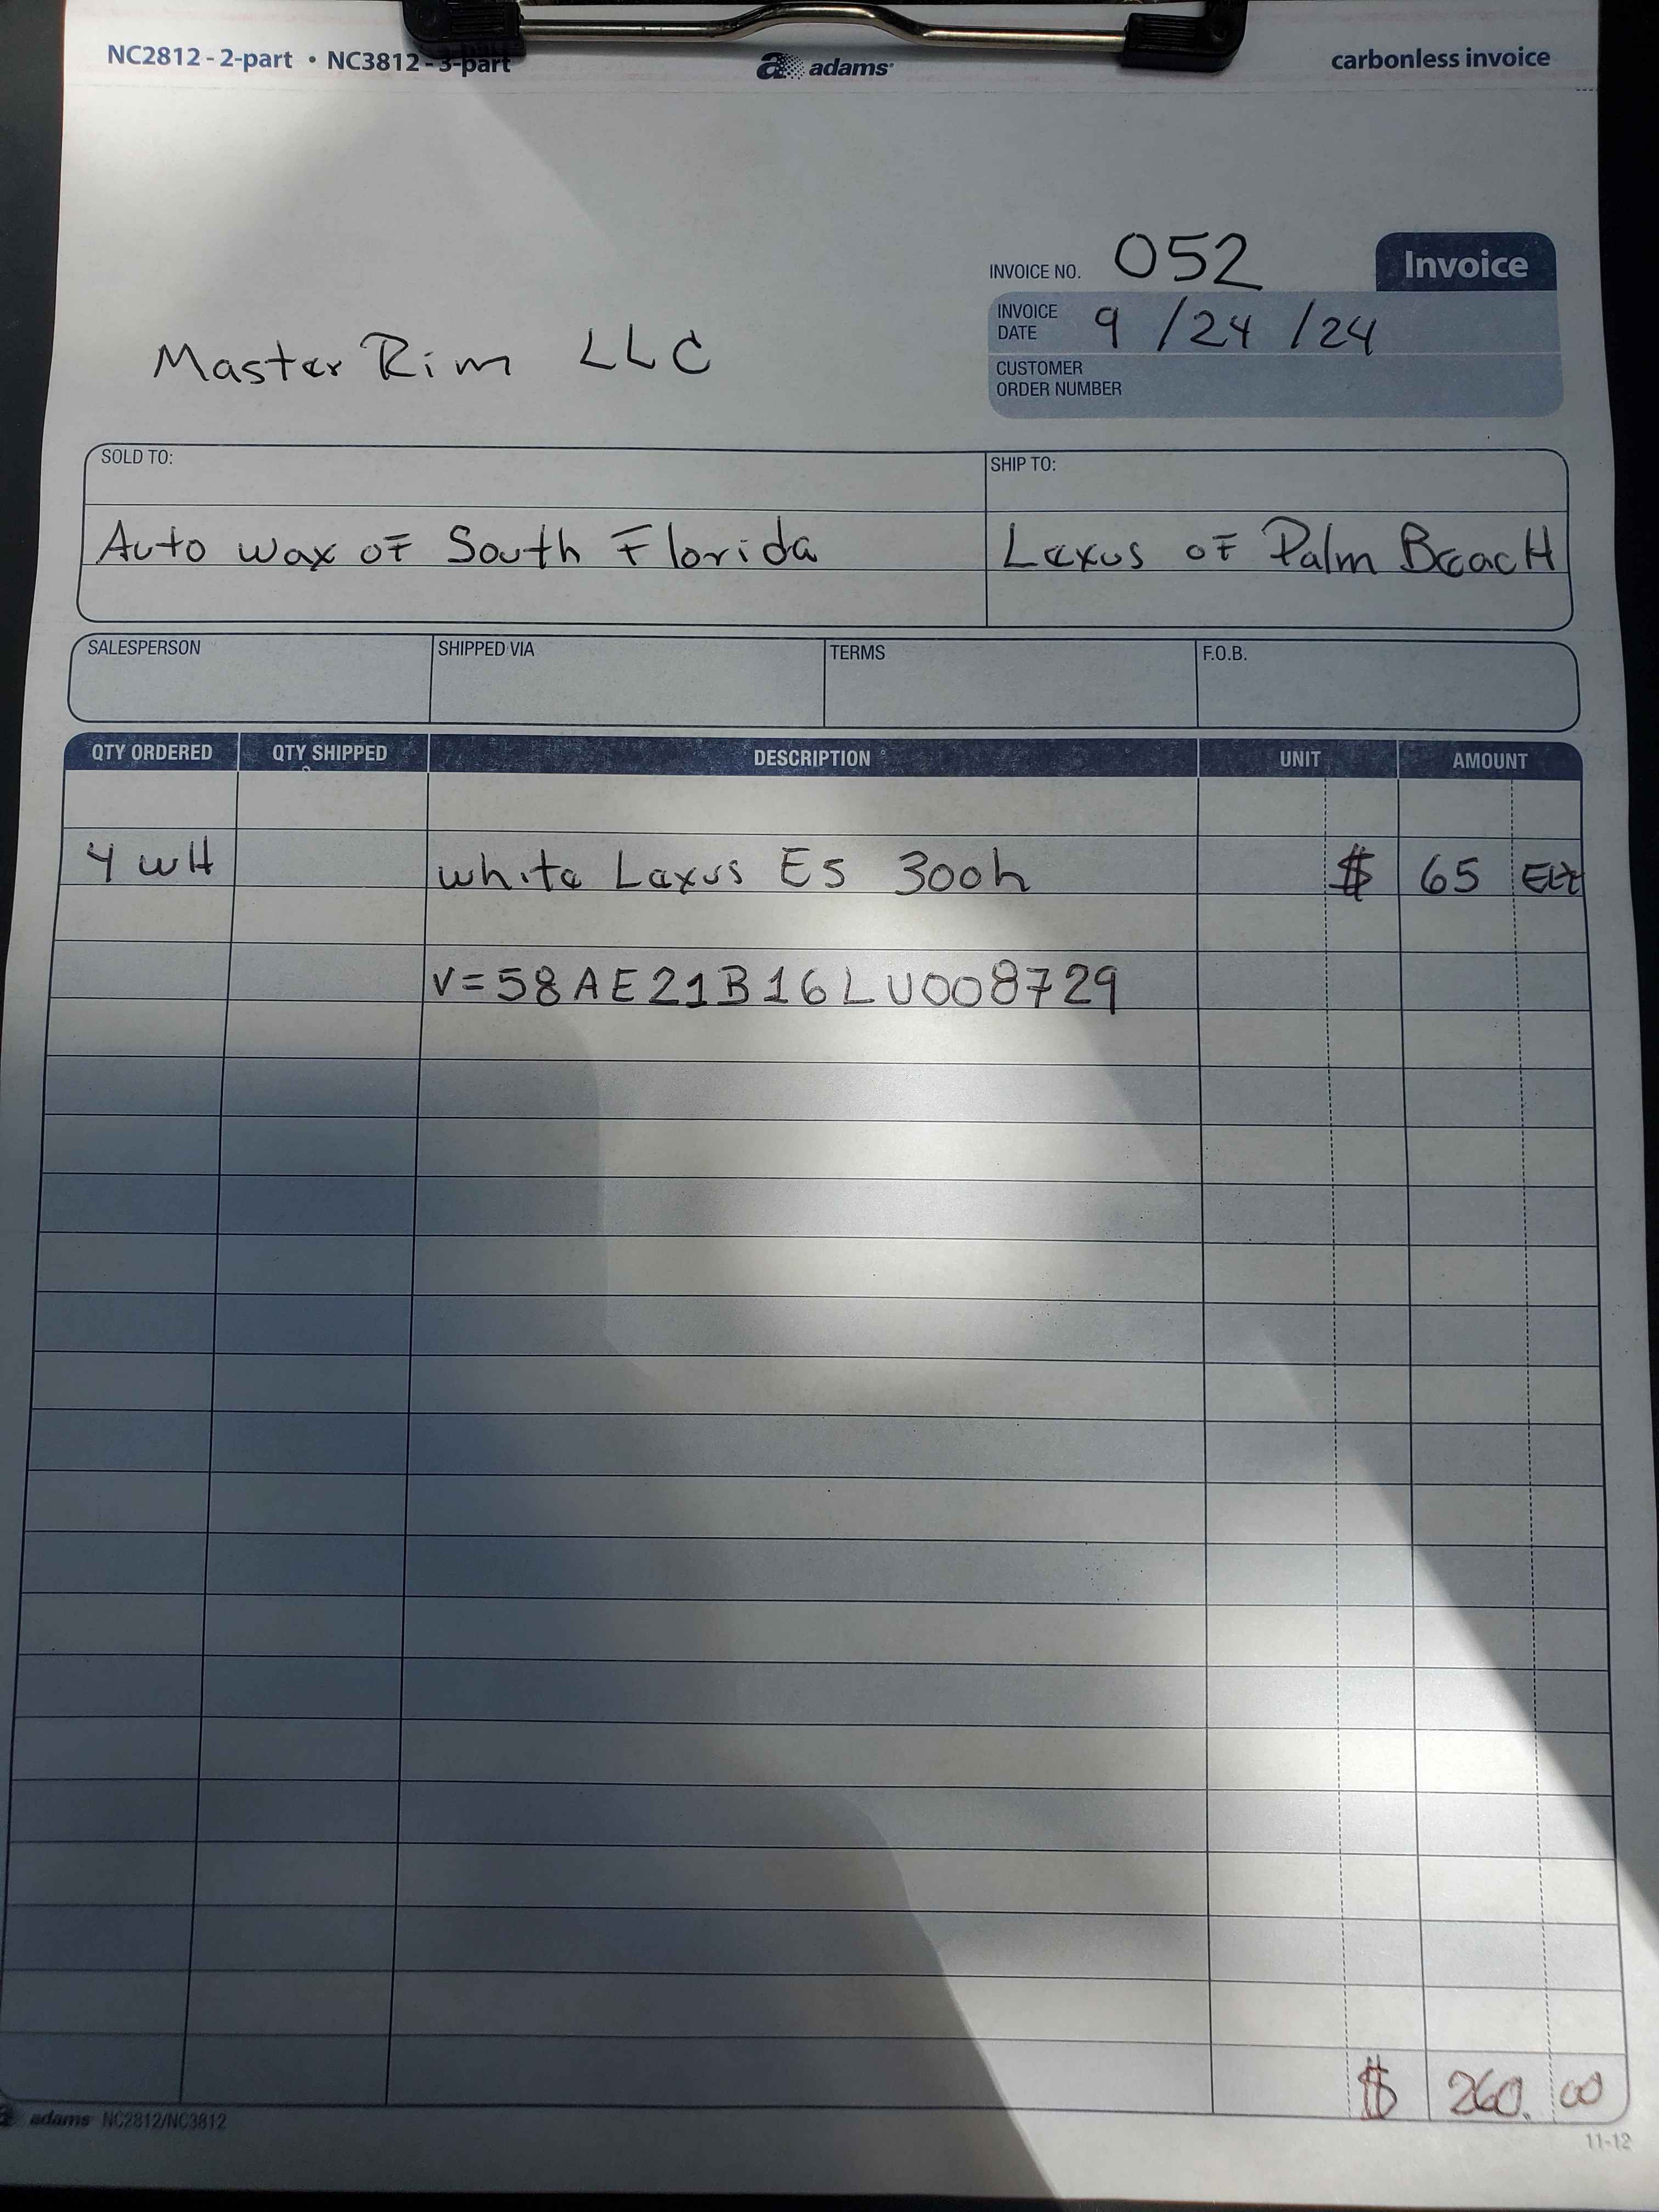 NC2812 - 2-part • NC3812 - 3-part
adams
carbonless invoice
INVOICE NO. 052
Invoice
INVOICE DATE 9/24/24
CUSTOMER ORDER NUMBER
Master Rim LLC
SOLD TO:
SHIP TO:
Auto wax oF South Florida
Lexus oF Palm BeacH
SALESPERSON SHIPPED VIA TERMS F.O.B.
QTY ORDERED QTY SHIPPED DESCRIPTION UNIT AMOUNT
4 wH white Lexus ES 300h $ 65
V=58AE21B16LU008729
$ 260.00
adams NC2812/NC3812
11-12